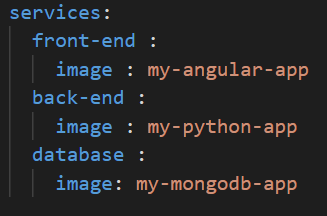 services:
  front-end :
    image : my-angular-app
  back-end :
    image : my-python-app
  database :
    image: my-mongodb-app